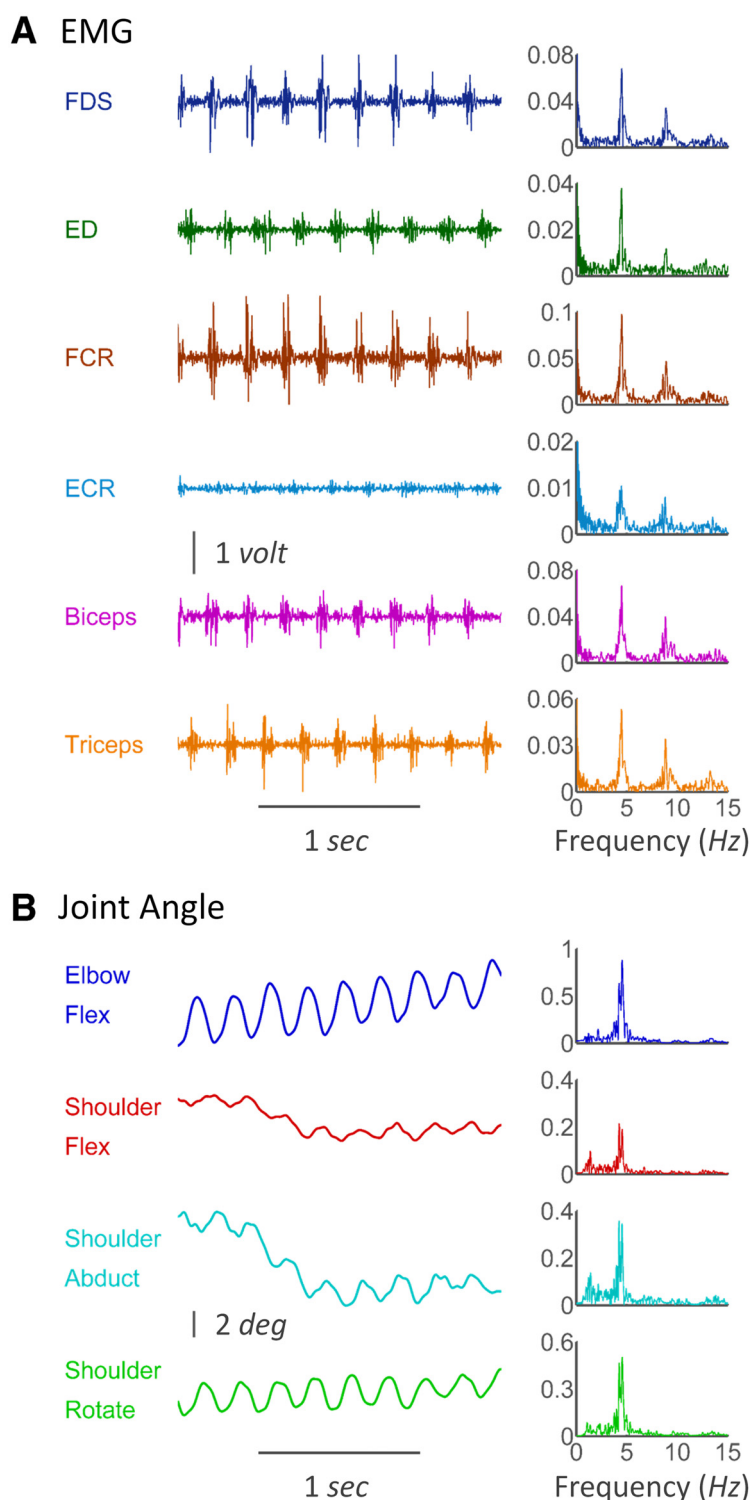 A EMG
FDS
0.08
0.04
0
ED
0.04
0.02
0
FCR
0.1
0.05
0
ECR
0.02
0.01
0
1 volt
Biceps
0.08
0.04
0
Triceps
0.06
0.03
0
0 5 10 15
1 sec
Frequency (Hz)
B Joint Angle
Elbow
Flex
1
0.5
0
Shoulder
Flex
0.4
0.2
0
Shoulder
Abduct
0.4
0.2
0
2 deg
Shoulder
Rotate
0.6
0.3
0
0 5 10 15
1 sec
Frequency (Hz)